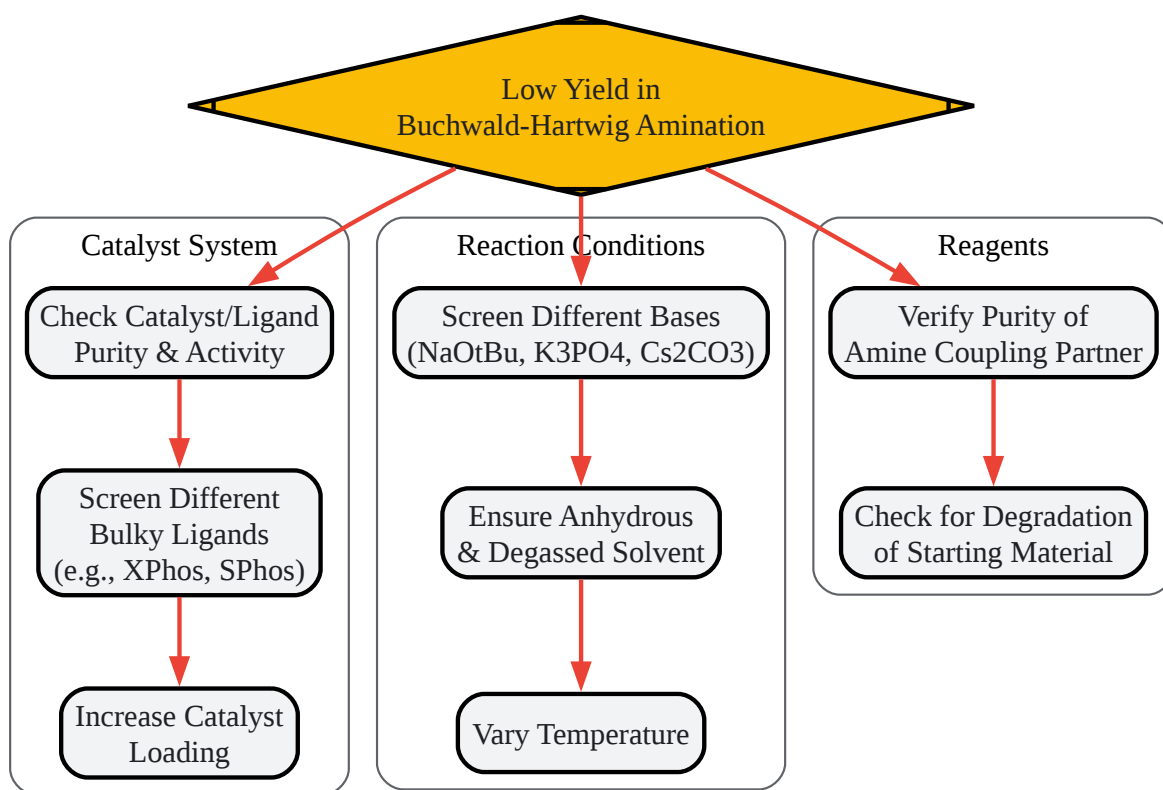 Low Yield in
Buchwald-Hartwig Amination
Catalyst System
Check Catalyst/Ligand
Purity & Activity
Screen Different
Bulky Ligands
(e.g., XPhos, SPhos)
Increase Catalyst
Loading
Reaction Conditions
Screen Different Bases
(NaOtBu, K3PO4, Cs2CO3)
Ensure Anhydrous
& Degassed Solvent
Vary Temperature
Reagents
Verify Purity of
Amine Coupling Partner
Check for Degradation
of Starting Material